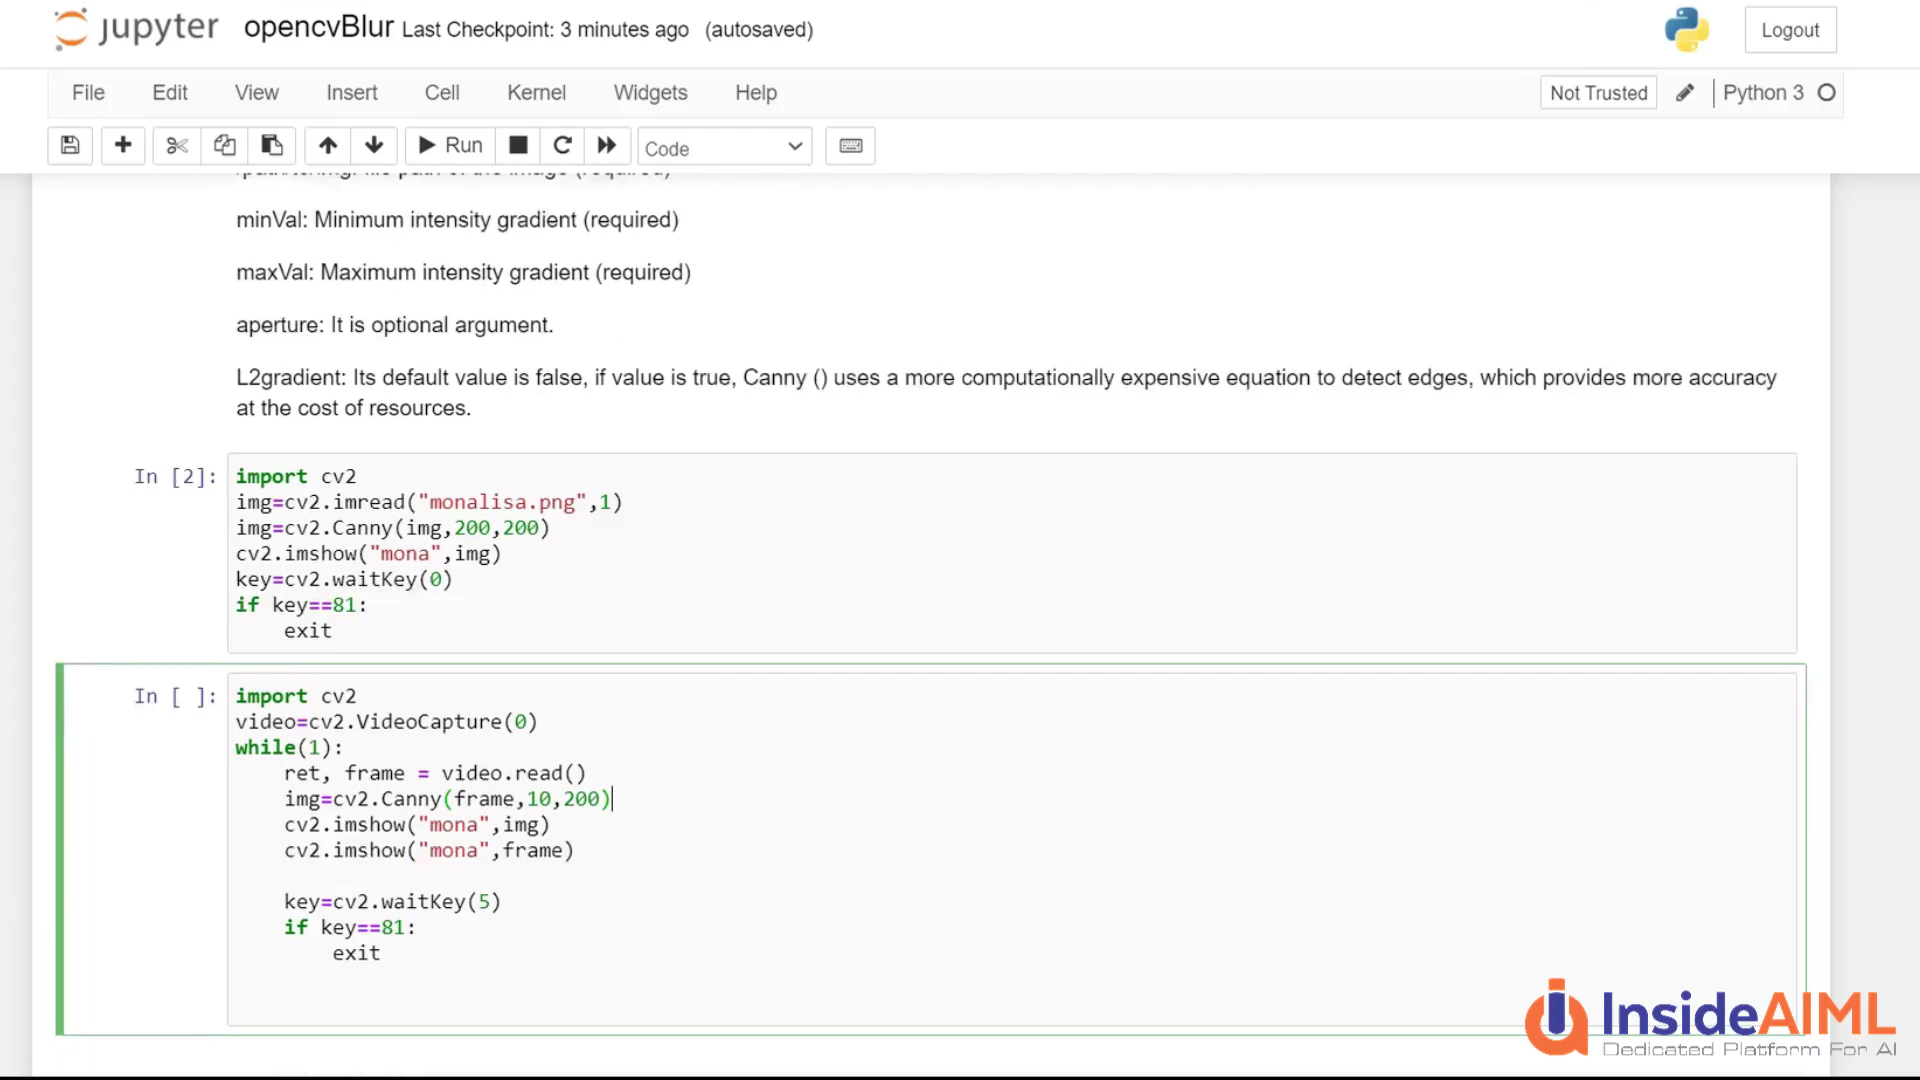 jupyter opencvBlur Last Checkpoint: 3 minutes ago (autosaved) Logout
File Edit View Insert Cell Kernel Widgets Help Not Trusted Python 3
Run Code
file path of the image (required)
minVal: Minimum intensity gradient (required)
maxVal: Maximum intensity gradient (required)
aperture: It is optional argument.
L2gradient: Its default value is false, if value is true, Canny () uses a more computationally expensive equation to detect edges, which provides more accuracy
at the cost of resources.
In [2]: import cv2
img=cv2.imread("monalisa.png",1)
img=cv2.Canny(img,200,200)
cv2.imshow("mona",img)
key=cv2.waitKey(0)
if key==81:
    exit
In [ ]: import cv2
video=cv2.VideoCapture(0)
while(1):
    ret, frame = video.read()
    img=cv2.Canny(frame,10,200)
    cv2.imshow("mona",img)
    cv2.imshow("mona",frame)
    key=cv2.waitKey(5)
    if key==81:
        exit
InsideAIML
Dedicated Platform For AI